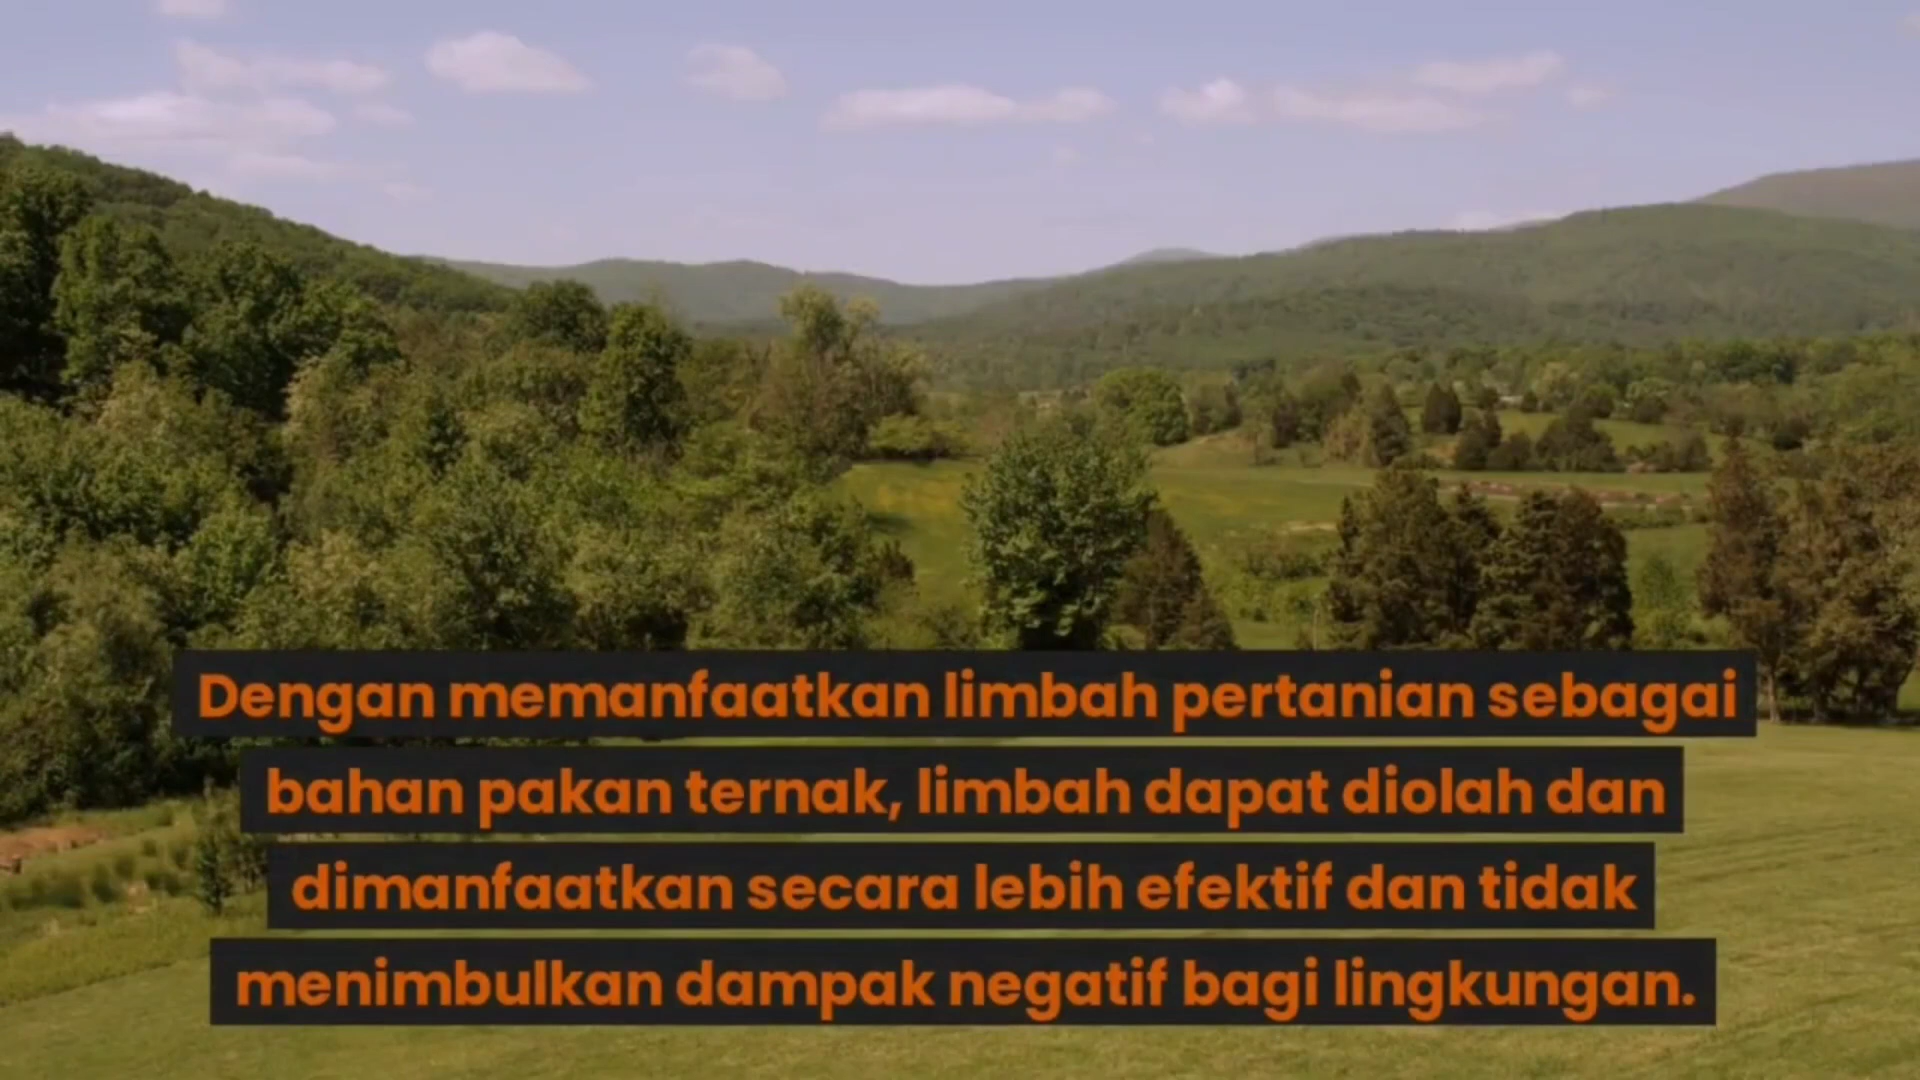 Dengan memanfaatkan limbah pertanian sebagai
bahan pakan ternak, limbah dapat diolah dan
dimanfaatkan secara lebih efektif dan tidak
menimbulkan dampak negatif bagi lingkungan.